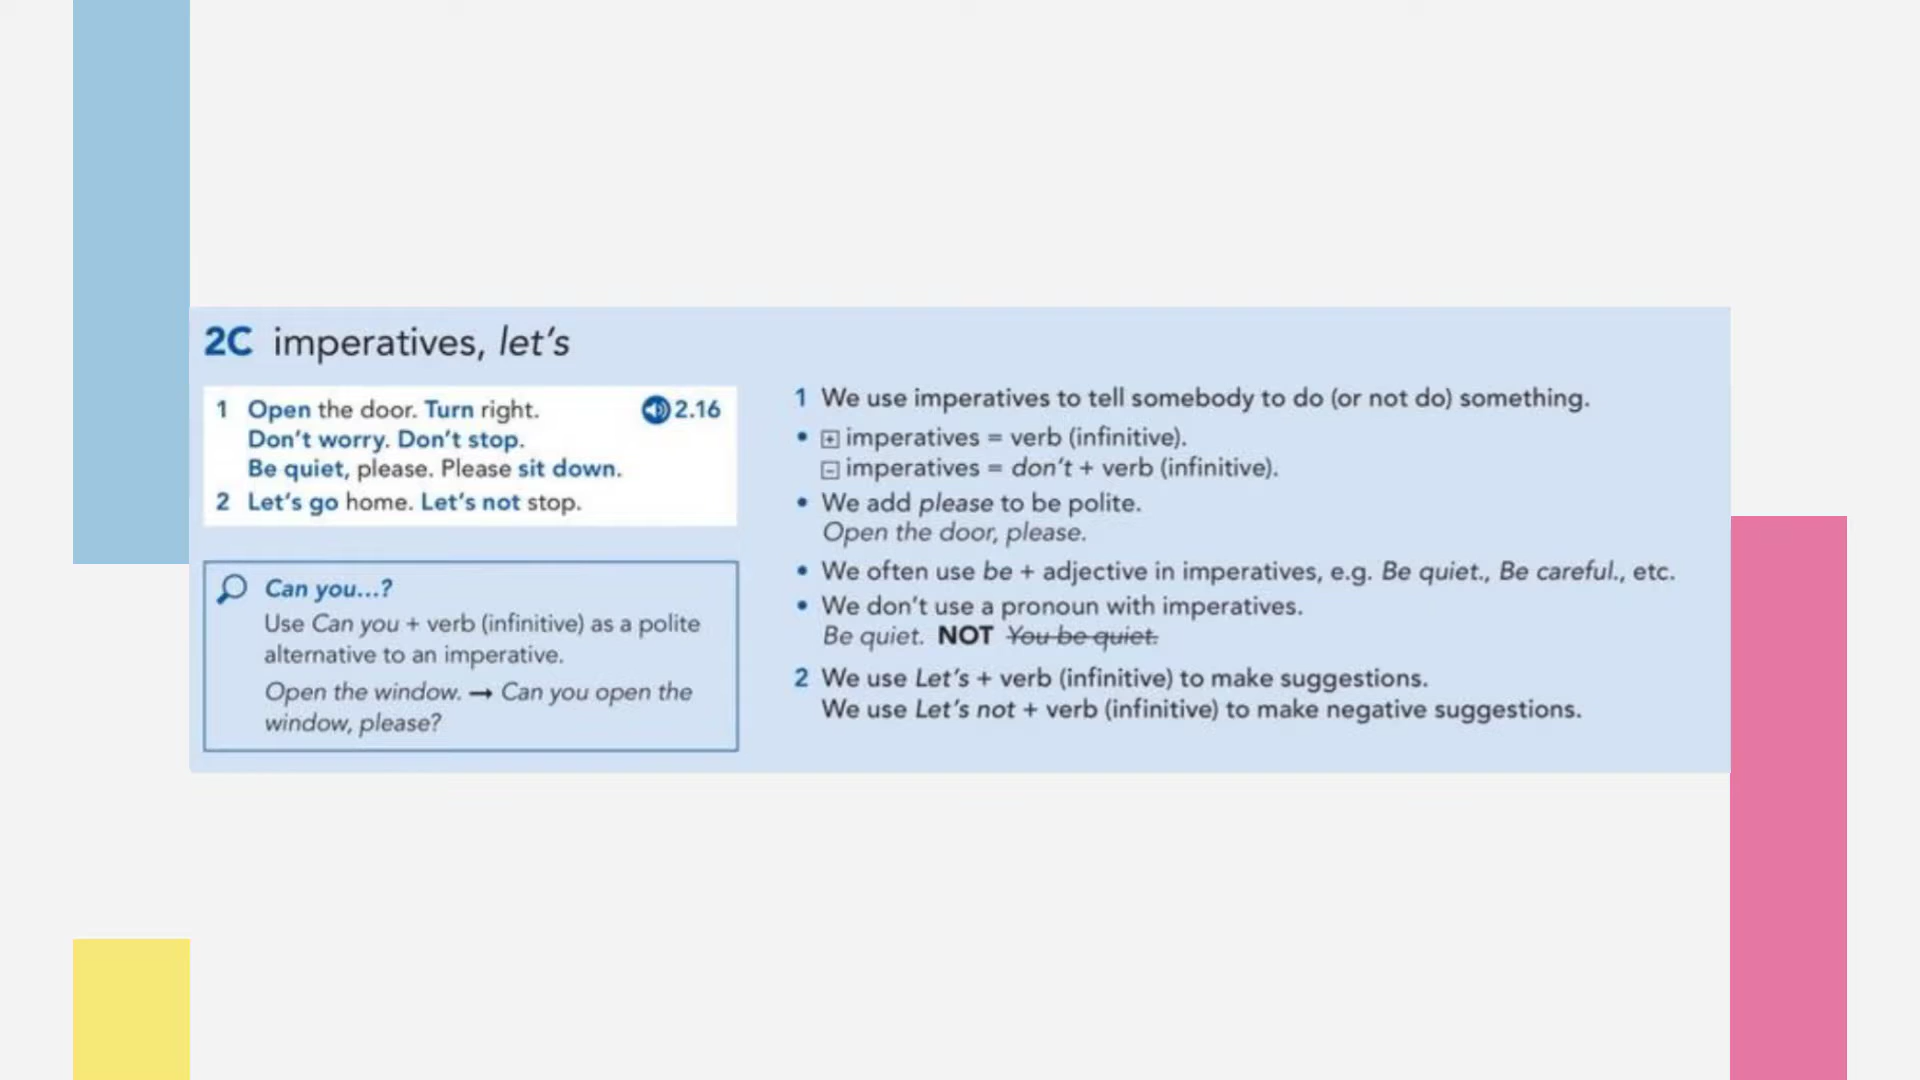 2C imperatives, let's
1 Open the door. Turn right. 2.16
Don't worry. Don't stop.
Be quiet, please. Please sit down.
2 Let's go home. Let's not stop.
Can you...?
Use Can you + verb (infinitive) as a polite
alternative to an imperative.
Open the window. → Can you open the
window, please?
1 We use imperatives to tell somebody to do (or not do) something.
• + imperatives = verb (infinitive).
- imperatives = don't + verb (infinitive).
• We add please to be polite.
Open the door, please.
• We often use be + adjective in imperatives, e.g. Be quiet., Be careful., etc.
• We don't use a pronoun with imperatives.
Be quiet. NOT You be quiet.
2 We use Let's + verb (infinitive) to make suggestions.
We use Let's not + verb (infinitive) to make negative suggestions.